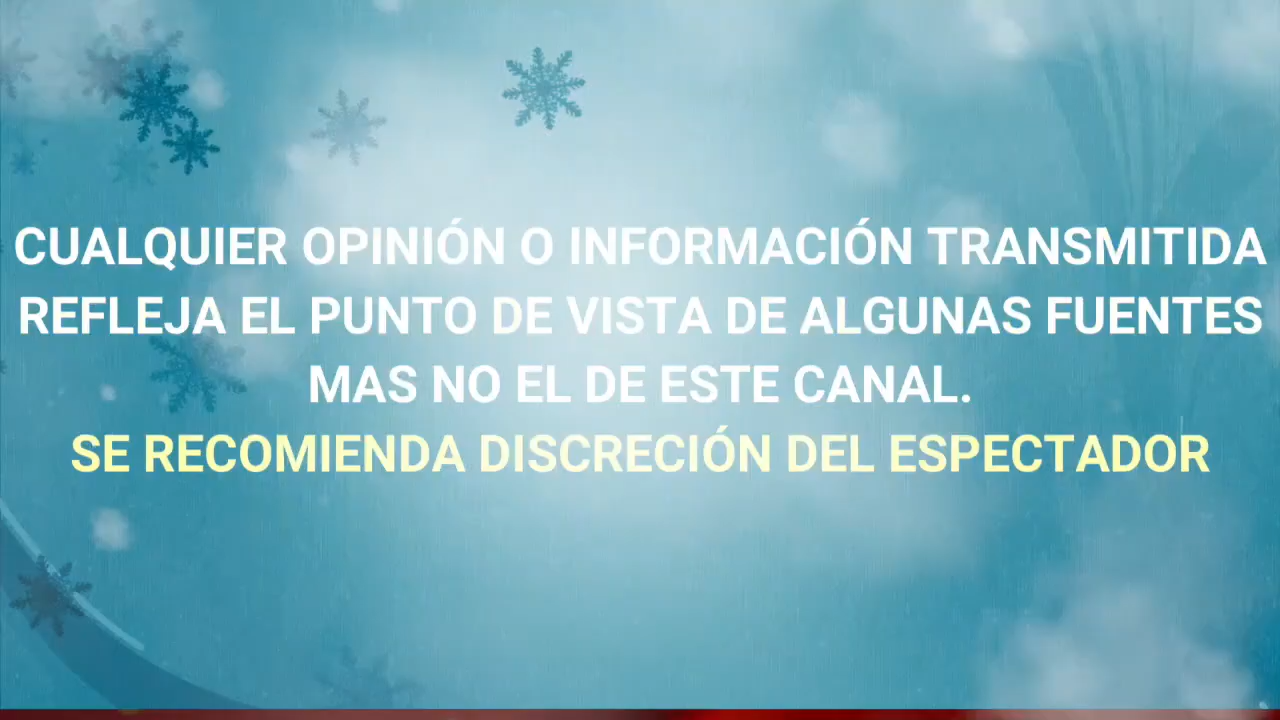 CUALQUIER OPINIÓN O INFORMACIÓN TRANSMITIDA
REFLEJA EL PUNTO DE VISTA DE ALGUNAS FUENTES
MAS NO EL DE ESTE CANAL.
SE RECOMIENDA DISCRECIÓN DEL ESPECTADOR